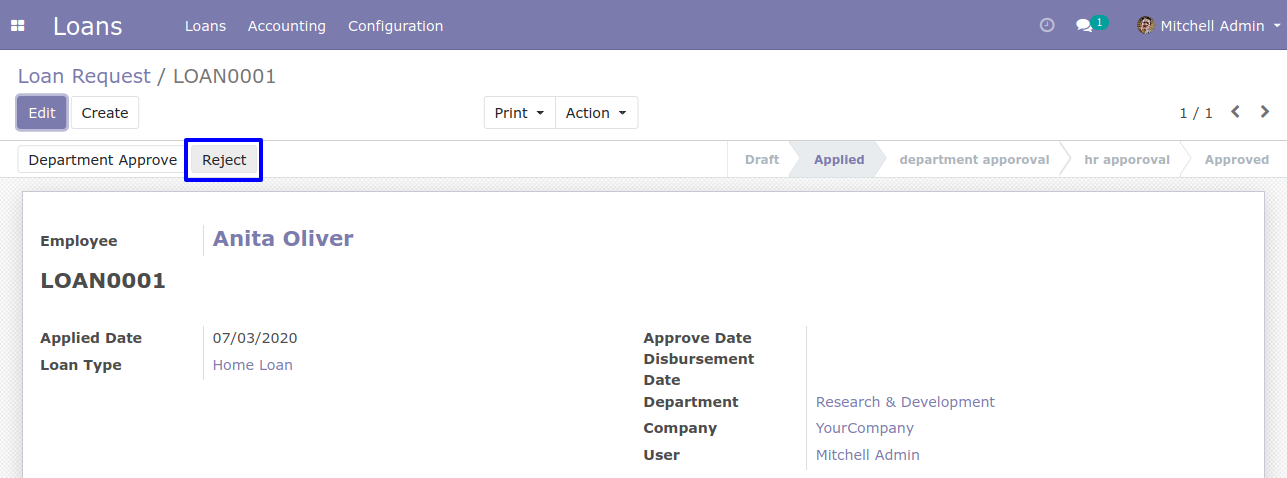 Loans Loans Accounting Configuration 1 Mitchell Admin
Loan Request / LOAN0001
Edit Create Print Action 1 / 1
Department Approve Reject Draft Applied department apporoval hr apporoval Approved
Employee Anita Oliver
LOAN0001
Applied Date 07/03/2020
Loan Type Home Loan
Approve Date
Disbursement
Date
Department Research & Development
Company YourCompany
User Mitchell Admin